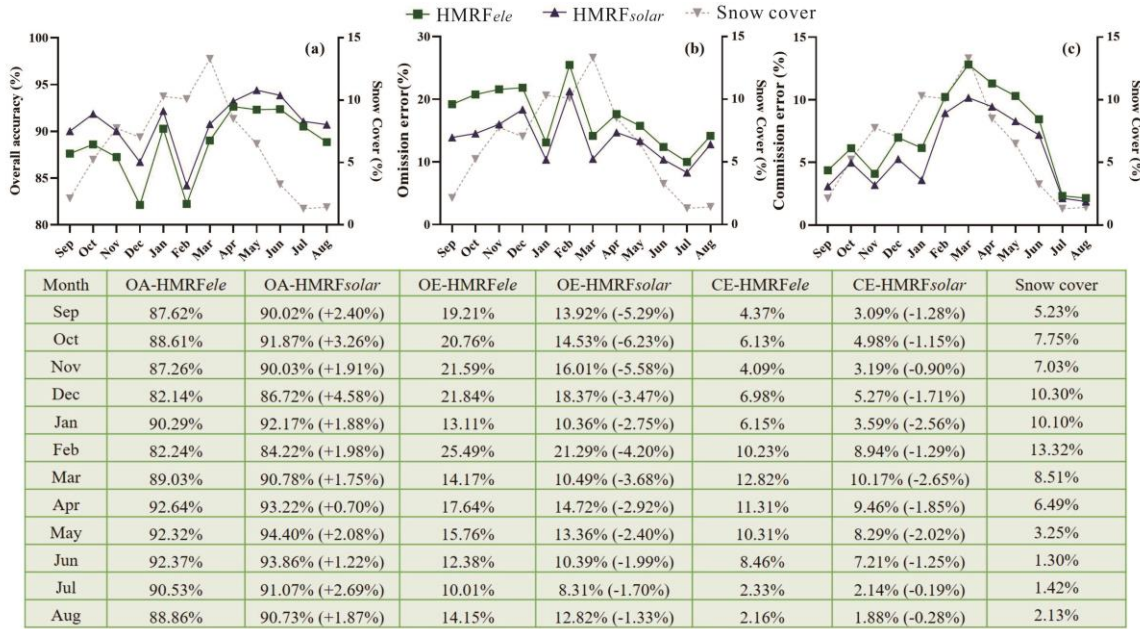 HMRFele HMRFsolar Snow cover
(a)
Overall accuracy (%)
100
95
90
85
80
15
10
5
0
Snow Cover (%)
Sep Oct Nov Dec Jan Feb Mar Apr May Jun Jul Aug
(b)
Omission error(%)
30
20
10
0
15
10
5
0
Snow Cover (%)
Sep Oct Nov Dec Jan Feb Mar Apr May Jun Jul Aug
(c)
Commission error(%)
15
10
5
0
15
10
5
0
Snow Cover (%)
Sep Oct Nov Dec Jan Feb Mar Apr May Jun Jul Aug
Month OA-HMRFele OA-HMRFsolar OE-HMRFele OE-HMRFsolar CE-HMRFele CE-HMRFsolar Snow cover
Sep 87.62% 90.02% (+2.40%) 19.21% 13.92% (-5.29%) 4.37% 3.09% (-1.28%) 5.23%
Oct 88.61% 91.87% (+3.26%) 20.76% 14.53% (-6.23%) 6.13% 4.98% (-1.15%) 7.75%
Nov 87.26% 90.03% (+1.91%) 21.59% 16.01% (-5.58%) 4.09% 3.19% (-0.90%) 7.03%
Dec 82.14% 86.72% (+4.58%) 21.84% 18.37% (-3.47%) 6.98% 5.27% (-1.71%) 10.30%
Jan 90.29% 92.17% (+1.88%) 13.11% 10.36% (-2.75%) 6.15% 3.59% (-2.56%) 10.10%
Feb 82.24% 84.22% (+1.98%) 25.49% 21.29% (-4.20%) 10.23% 8.94% (-1.29%) 13.32%
Mar 89.03% 90.78% (+1.75%) 14.17% 10.49% (-3.68%) 12.82% 10.17% (-2.65%) 8.51%
Apr 92.64% 93.22% (+0.70%) 17.64% 14.72% (-2.92%) 11.31% 9.46% (-1.85%) 6.49%
May 92.32% 94.40% (+2.08%) 15.76% 13.36% (-2.40%) 10.31% 8.29% (-2.02%) 3.25%
Jun 92.37% 93.86% (+1.22%) 12.38% 10.39% (-1.99%) 8.46% 7.21% (-1.25%) 1.30%
Jul 90.53% 91.07% (+2.69%) 10.01% 8.31% (-1.70%) 2.33% 2.14% (-0.19%) 1.42%
Aug 88.86% 90.73% (+1.87%) 14.15% 12.82% (-1.33%) 2.16% 1.88% (-0.28%) 2.13%